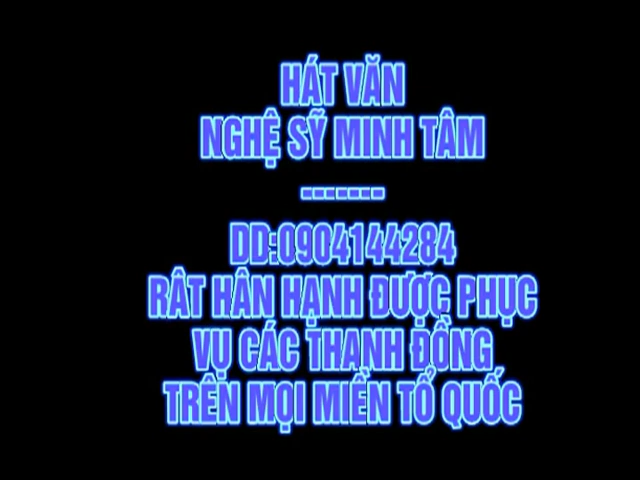 HÁT VĂN
NGHỆ SỸ MINH TÂM
-------
DD:0904144284
RẤT HÂN HẠNH ĐƯỢC PHỤC
VỤ CÁC THANH ĐỒNG
TRÊN MỌI MIỀN TỔ QUỐC